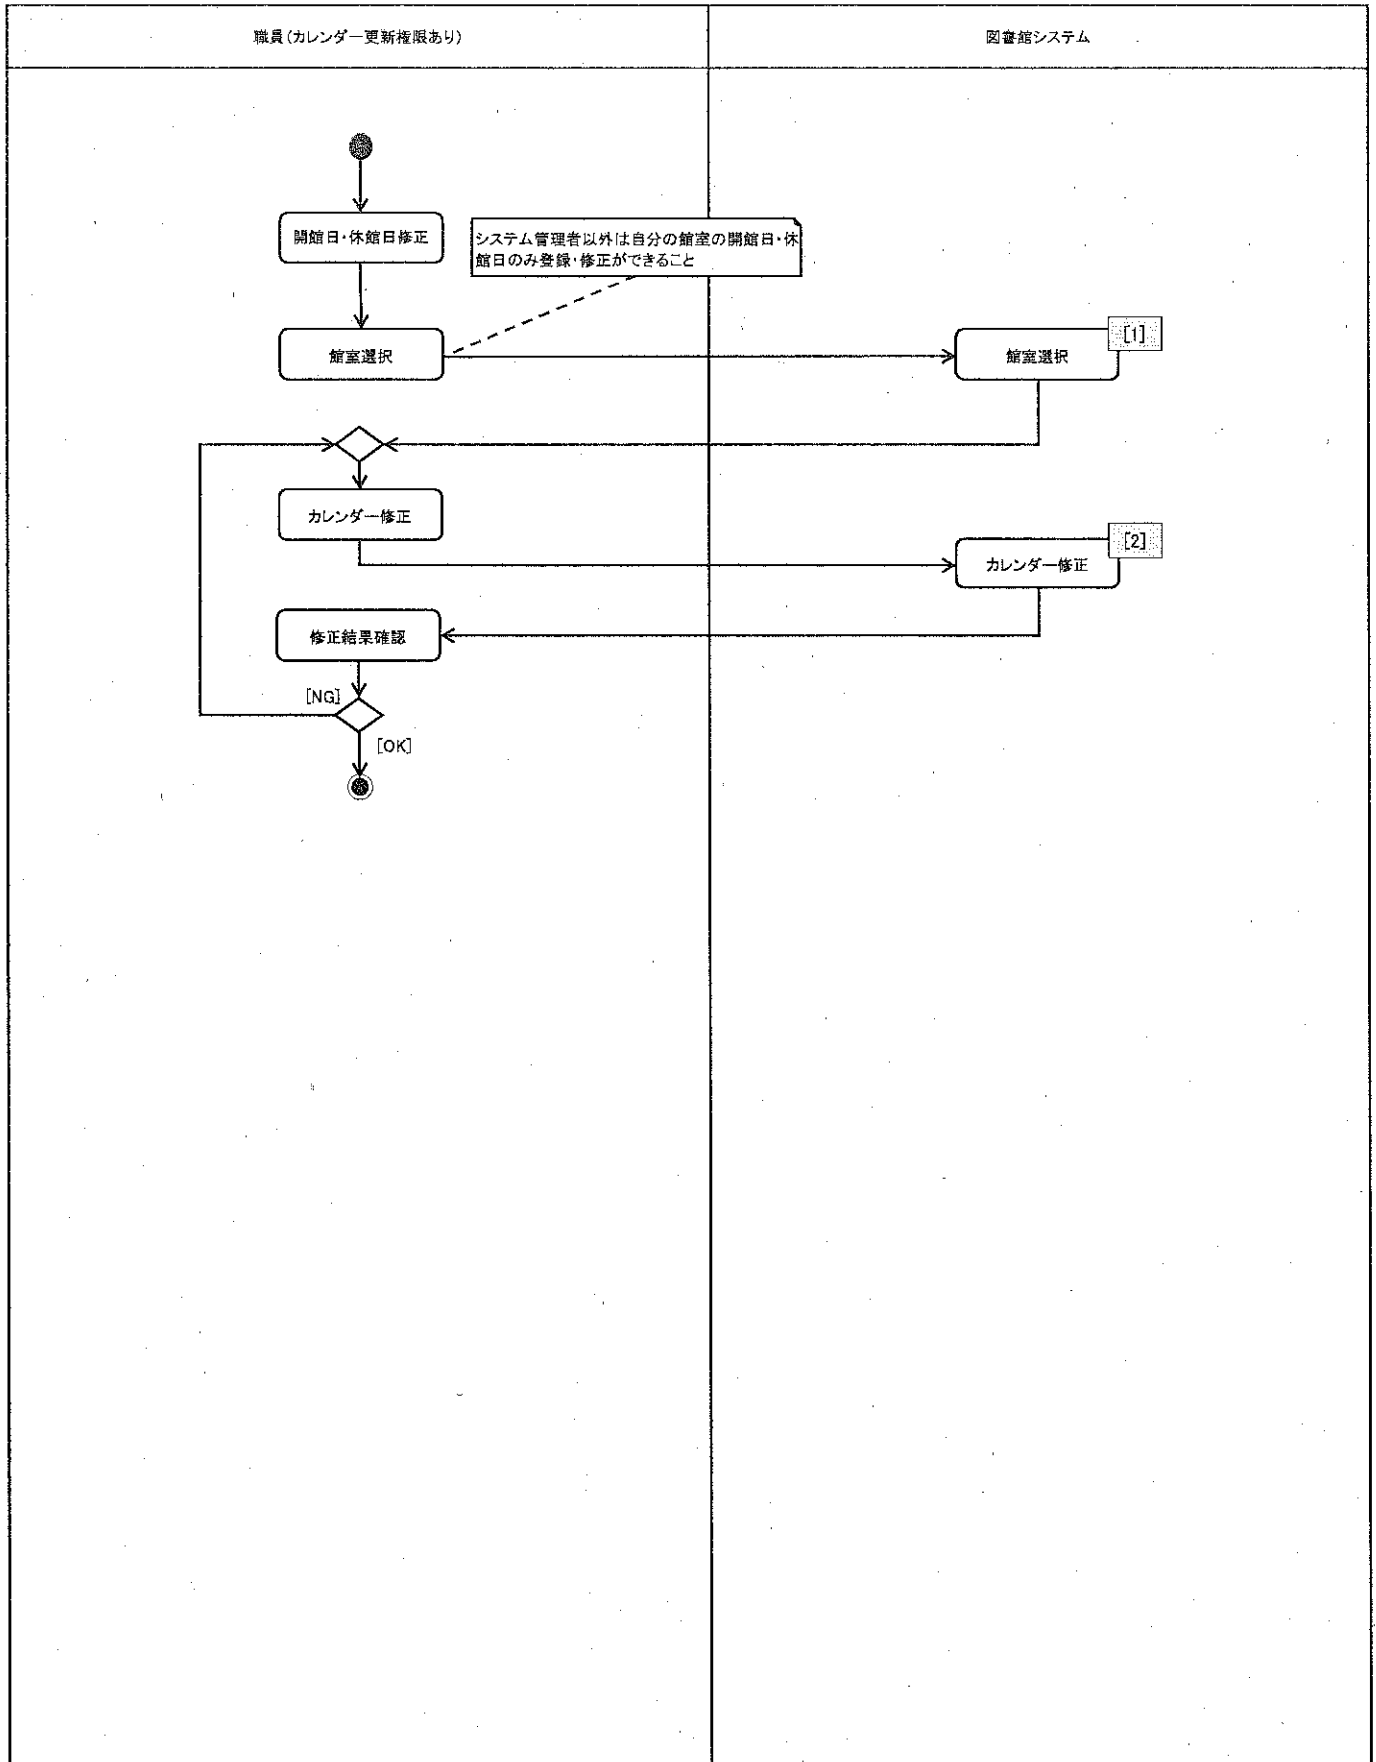 職員(カレンダー更新権限あり)
図書館システム
開館日・休館日修正
システム管理者以外は自分の館室の開館日・休
館日のみ登録・修正ができること
館室選択
館室選択
[1]
カレンダー修正
カレンダー修正
[2]
修正結果確認
[NG]
[OK]